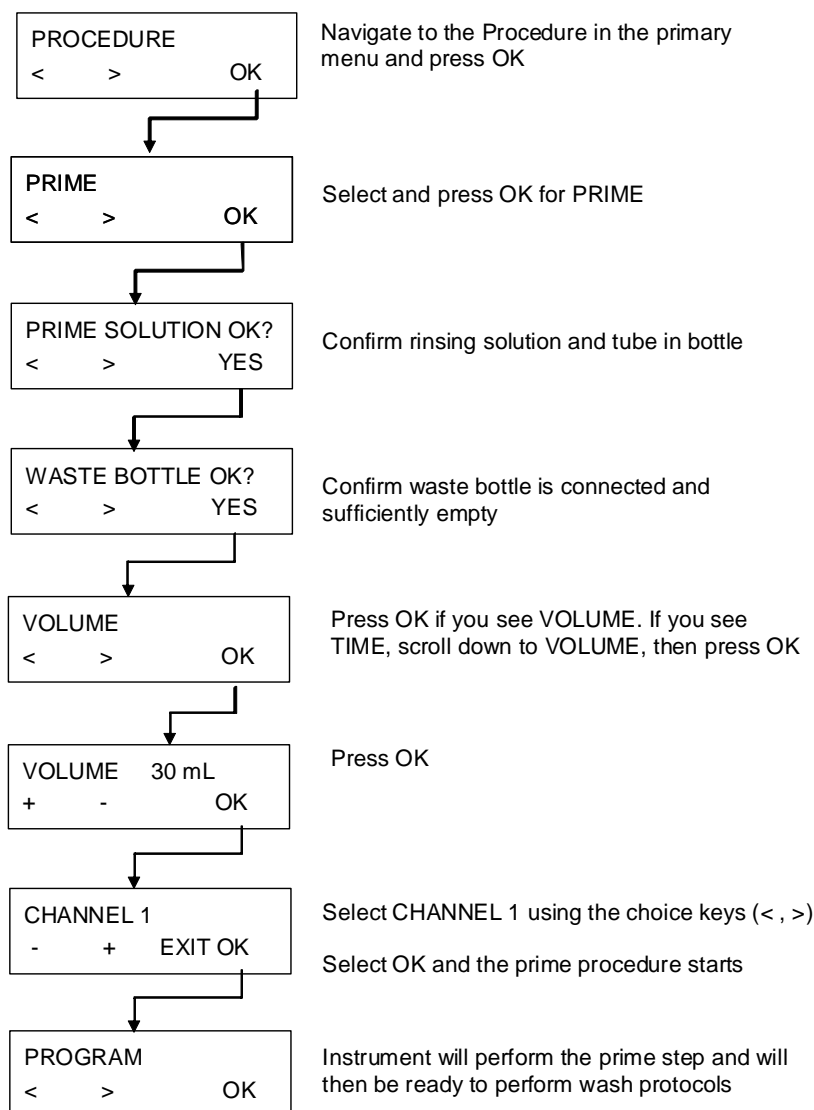 PROCEDURE
< > OK
Navigate to the Procedure in the primary
menu and press OK
PRIME
< > OK
Select and press OK for PRIME
PRIME SOLUTION OK?
< > YES
Confirm rinsing solution and tube in bottle
WASTE BOTTLE OK?
< > YES
Confirm waste bottle is connected and
sufficiently empty
VOLUME
< > OK
Press OK if you see VOLUME. If you see
TIME, scroll down to VOLUME, then press OK
VOLUME 30 mL
+ - OK
Press OK
CHANNEL 1
- + EXIT OK
Select CHANNEL 1 using the choice keys (< , >)
Select OK and the prime procedure starts
PROGRAM
< > OK
Instrument will perform the prime step and will
then be ready to perform wash protocols